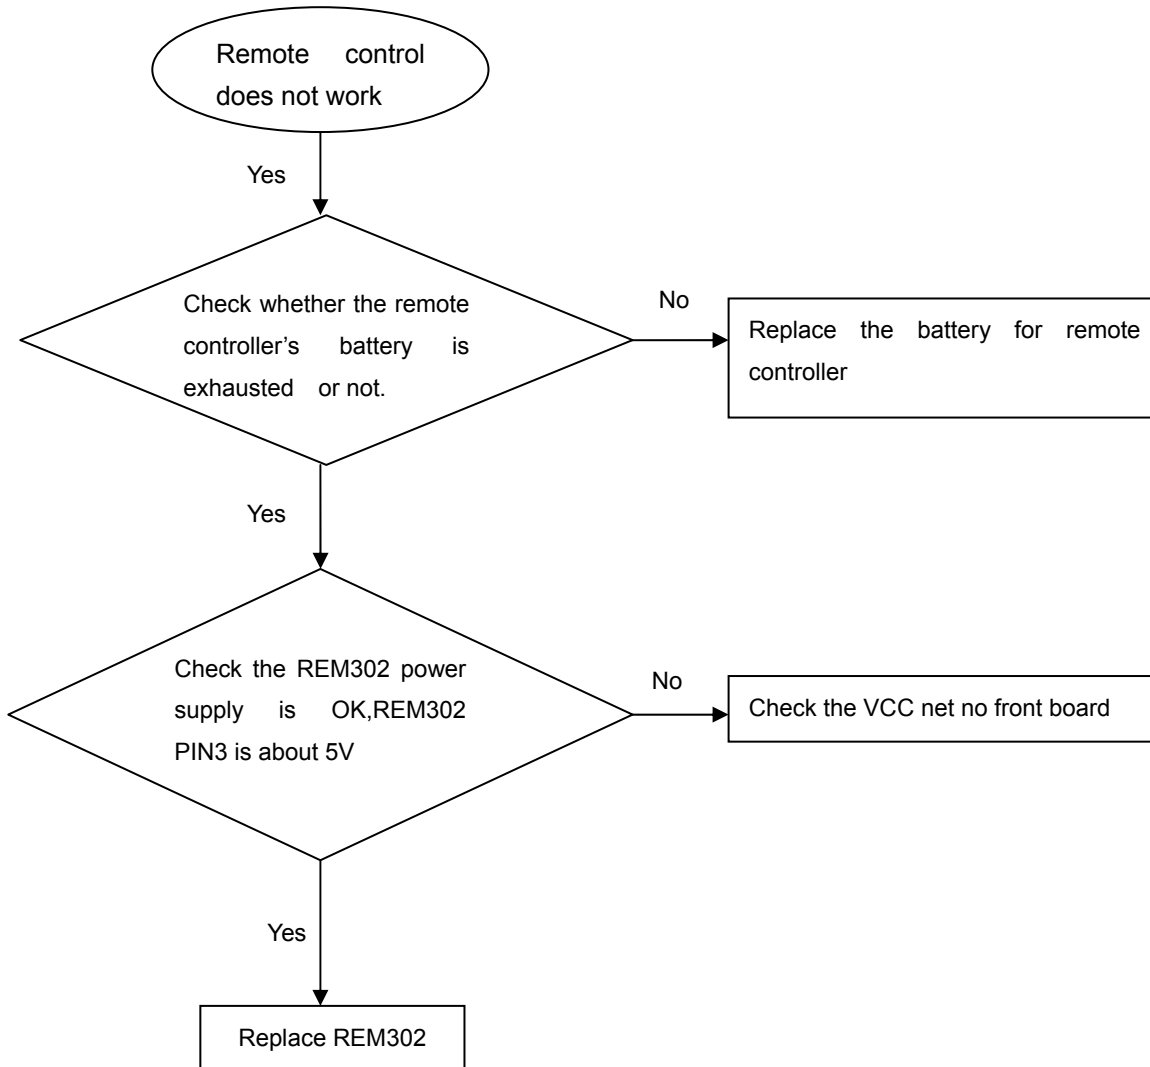 Remote control
does not work
Yes
Check whether the remote
controller’s battery is
exhausted or not.
No
Replace the battery for remote
controller
Yes
Check the REM302 power
supply is OK,REM302
PIN3 is about 5V
No
Check the VCC net no front board
Yes
Replace REM302